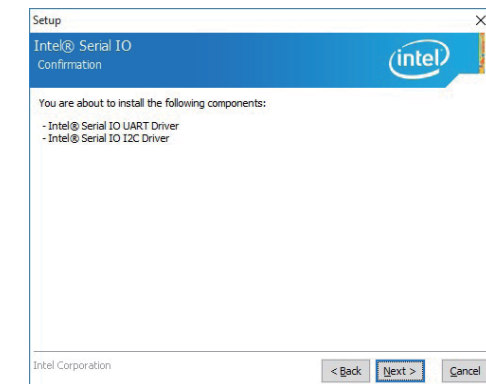 Setup
Intel® Serial IO
Confirmation
intel
You are about to install the following components:
- Intel® Serial IO UART Driver
- Intel® Serial IO I2C Driver
Intel Corporation
< Back Next > Cancel